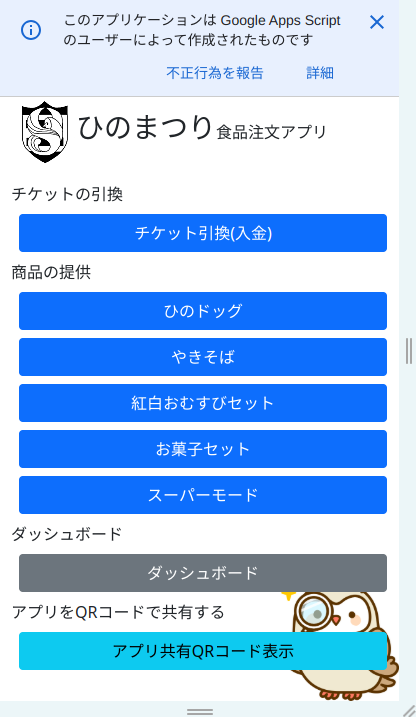 このアプリケーションは Google Apps Script
のユーザーによって作成されたものです
不正行為を報告 詳細
ひのまつり食品注文アプリ
チケットの引換
チケット引換(入金)
商品の提供
ひのドッグ
やきそば
紅白おむすびセット
お菓子セット
スーパーモード
ダッシュボード
ダッシュボード
アプリをQRコードで共有する
アプリ共有QRコード表示